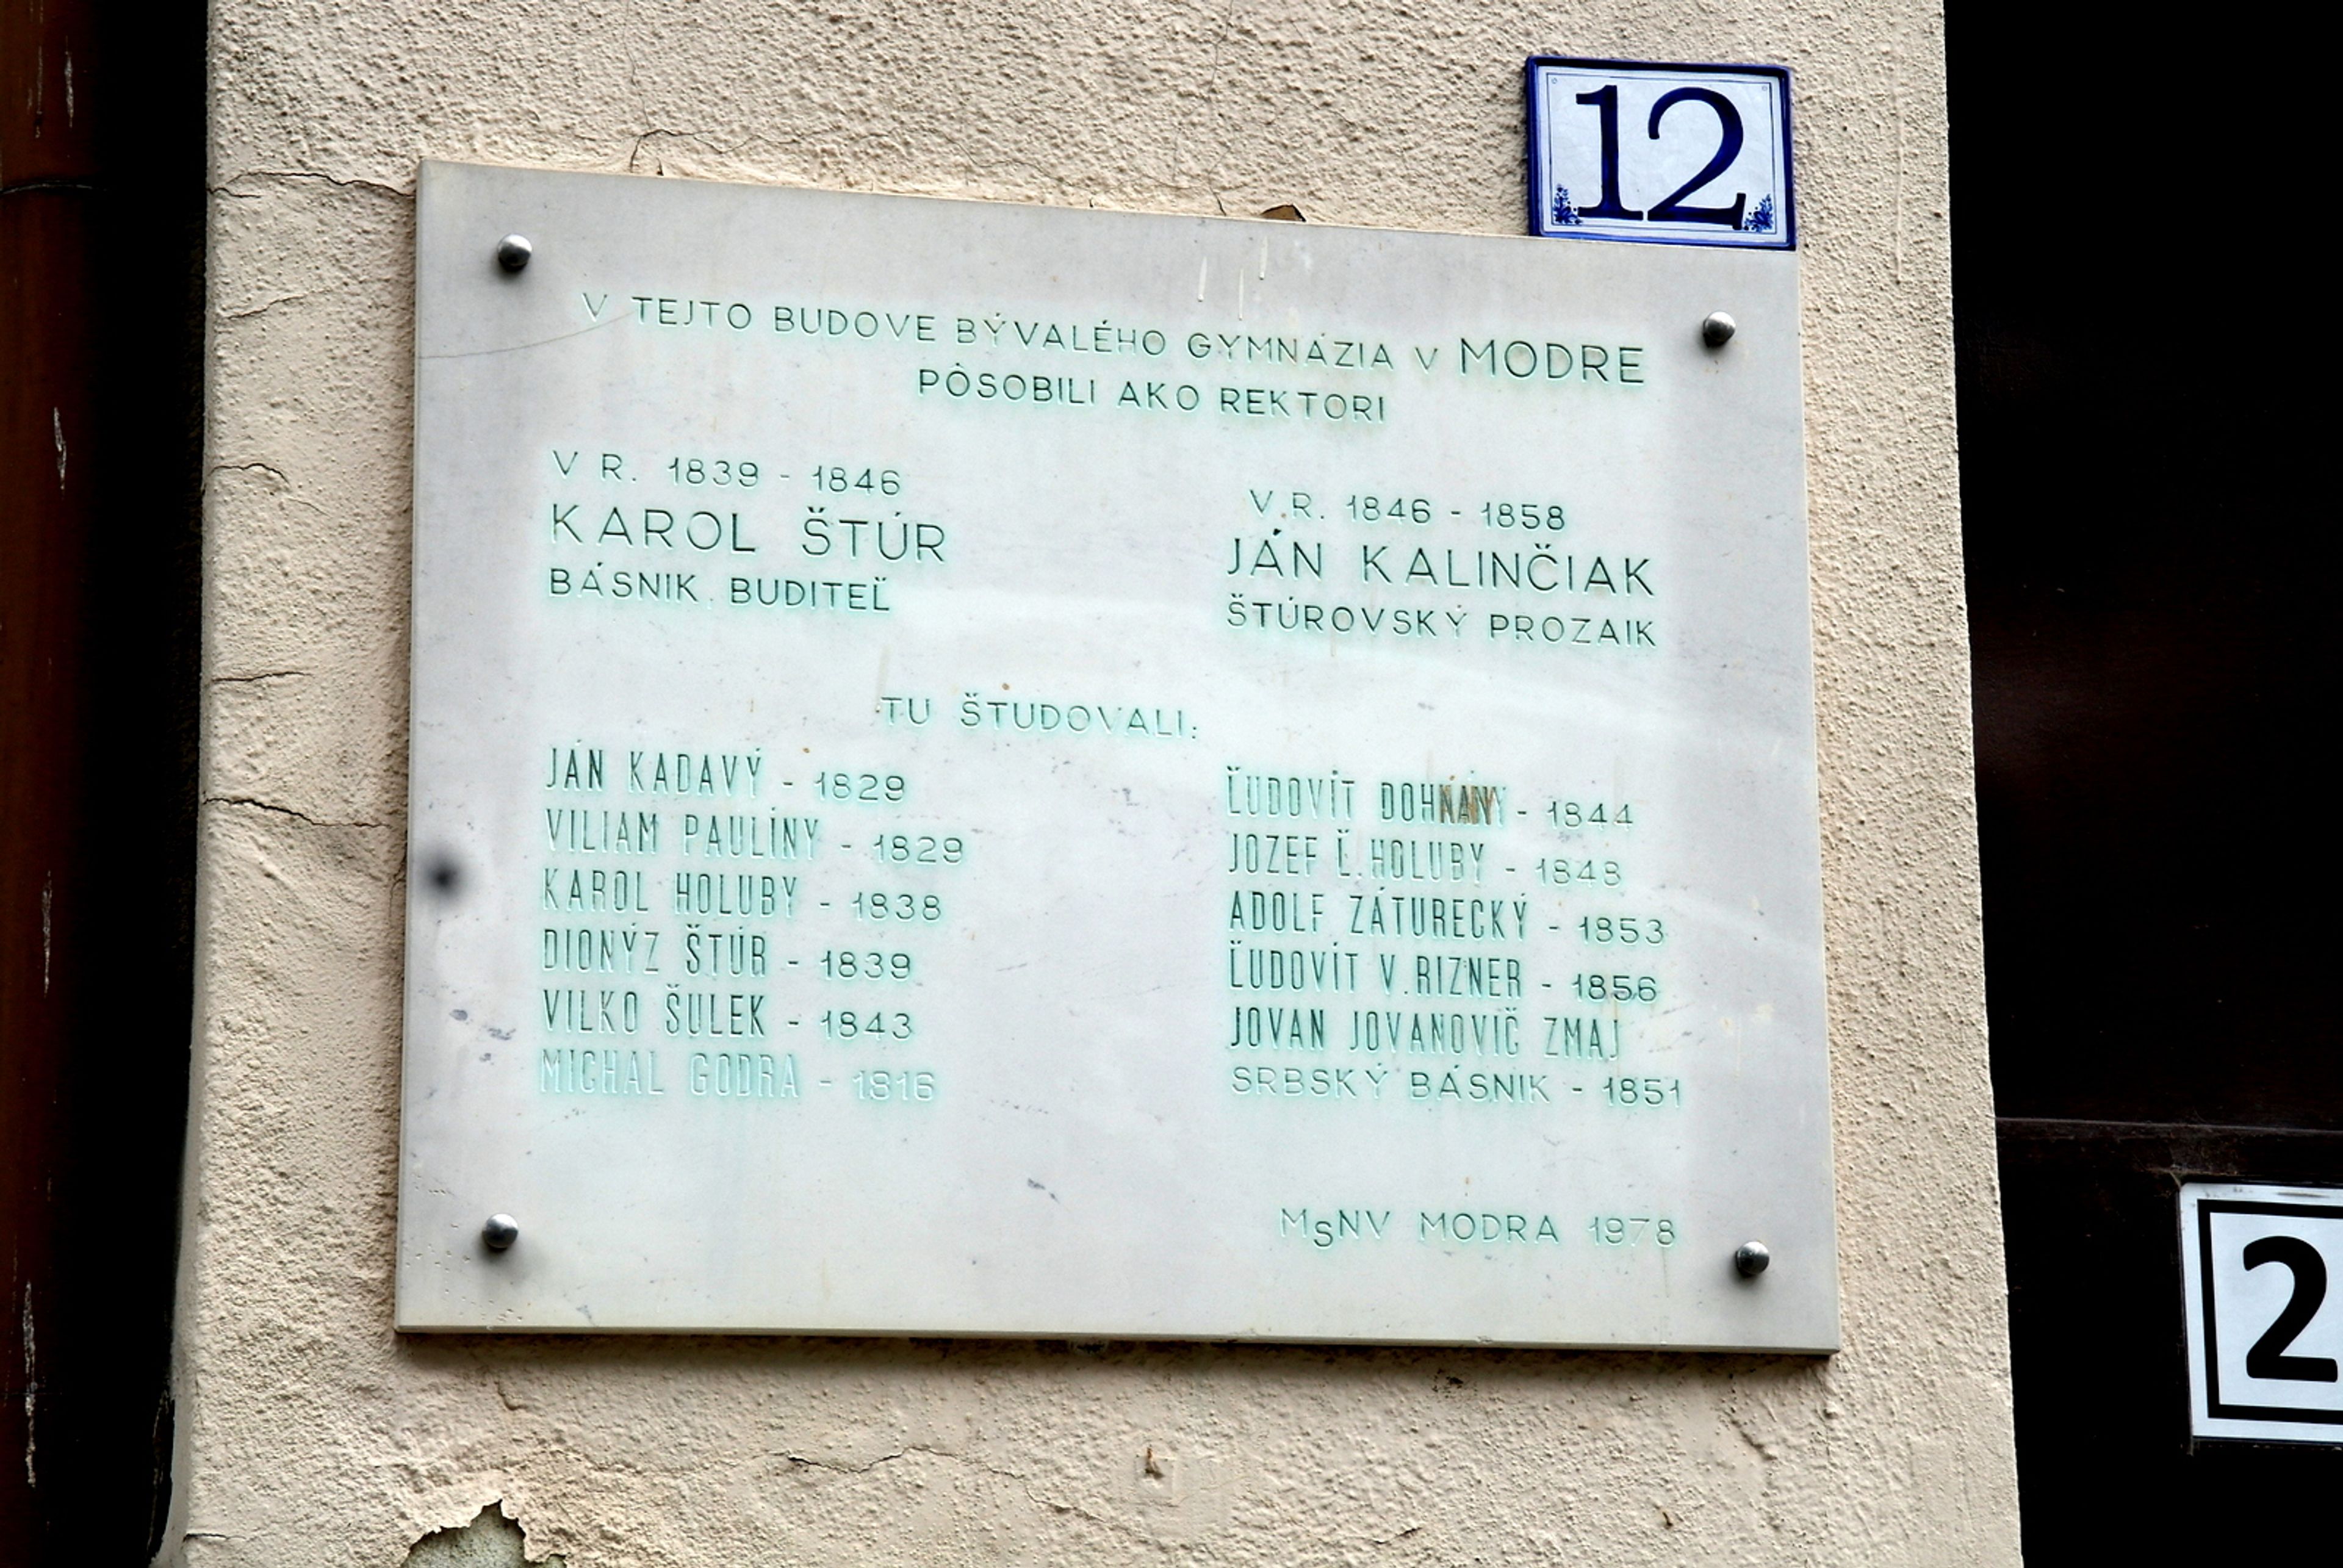 12
V TEJTO BUDOVE BÝVALÉHO GYMNÁZIA V MODRE
PÔSOBILI AKO REKTORI
V R. 1839 - 1846
KAROL ŠTÚR
BÁSNIK, BUDITEĽ
V R. 1846 - 1858
JÁN KALINČIAK
ŠTÚROVSKÝ PROZAIK
TU ŠTUDOVALI:
JÁN KADAVÝ - 1829
VILIAM PAULÍNY - 1829
KAROL HOLUBY - 1838
DIONÝZ ŠTÚR - 1839
VILKO ŠULEK - 1843
MICHAL GODRA - 1816
ĽUDOVÍT DOHNÁNY - 1844
JOZEF Ľ. HOLUBY - 1848
ADOLF ZÁTURECKÝ - 1853
ĽUDOVÍT V. RIZNER - 1856
JOVAN JOVANOVIČ ZMAJ
SRBSKÝ BÁSNIK - 1851
MSNV MODRA 1978
2